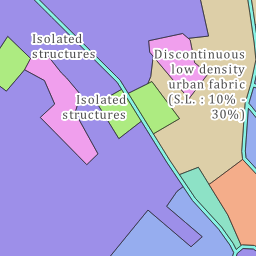 Isolated
structures
Discontinuous
low density
urban fabric
(S.L. : 10% -
30%)
Isolated
structures